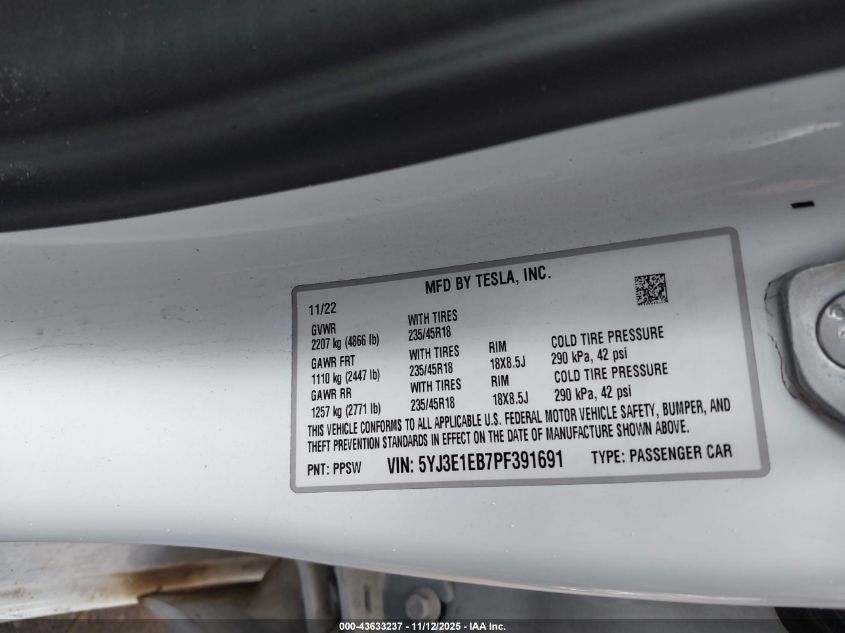 MFD BY TESLA, INC.
11/22
GVWR WITH TIRES
2207 kg (4866 lb) 235/45R18
GAWR FRT WITH TIRES RIM COLD TIRE PRESSURE
1110 kg (2447 lb) 235/45R18 18X8.5J 290 kPa, 42 psi
GAWR RR WITH TIRES RIM COLD TIRE PRESSURE
1257 kg (2771 lb) 235/45R18 18X8.5J 290 kPa, 42 psi
THIS VEHICLE CONFORMS TO ALL APPLICABLE U.S. FEDERAL MOTOR VEHICLE SAFETY, BUMPER, AND
THEFT PREVENTION STANDARDS IN EFFECT ON THE DATE OF MANUFACTURE SHOWN ABOVE.
PNT: PPSW VIN: 5YJ3E1EB7PF391691 TYPE: PASSENGER CAR
000-43633237 - 11/12/2025 - IAA Inc.